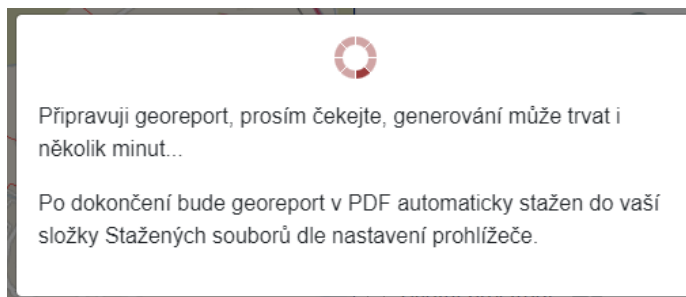 Připravuji georeport, prosím čekejte, generování může trvat i
několik minut...
Po dokončení bude georeport v PDF automaticky stažen do vaší
složky Stažených souborů dle nastavení prohlížeče.